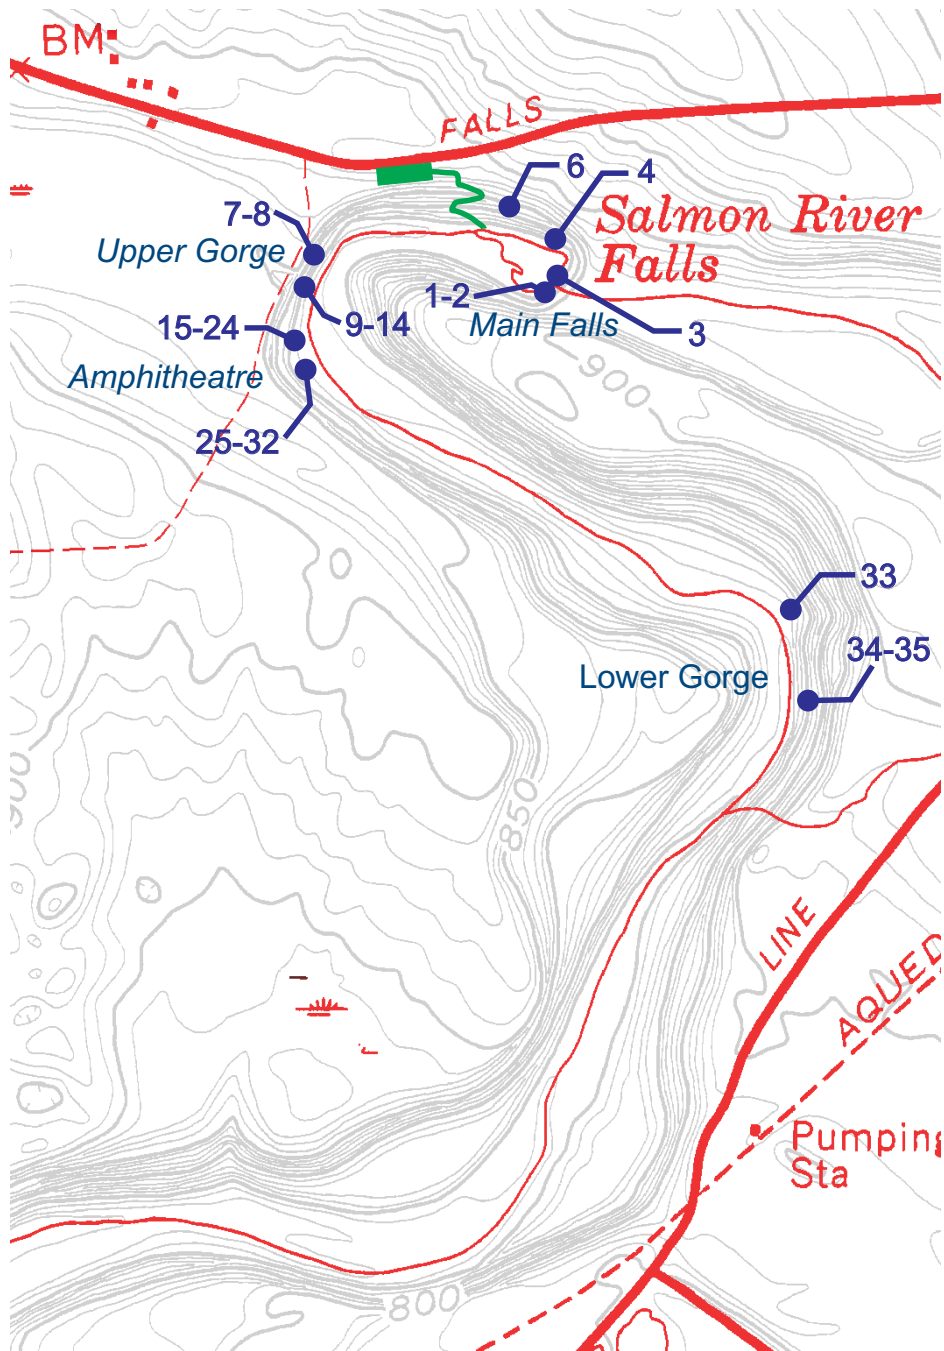 BM
FALLS
6
4
Salmon River
Falls
7-8
Upper Gorge
1-2
Main Falls
3
9-14
15-24
Amphitheatre
25-32
900
33
34-35
Lower Gorge
900
850
LINE
AQUED
Pumping
Sta
800